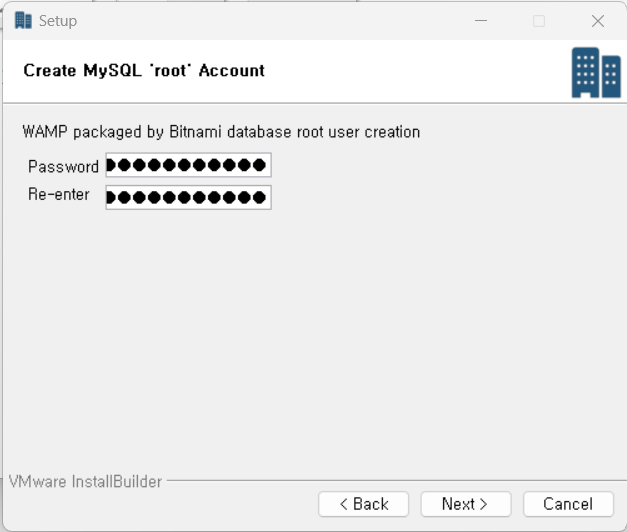 Setup
Create MySQL 'root' Account
WAMP packaged by Bitnami database root user creation
Password ●●●●●●●●●●●
Re-enter ●●●●●●●●●●●
VMware InstallBuilder
< Back Next > Cancel